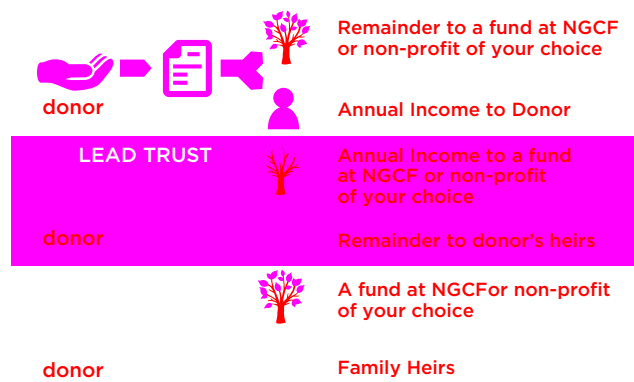 Remainder to a fund at NGCF
or non-profit of your choice
donor
Annual Income to Donor
LEAD TRUST
Annual Income to a fund
at NGCF or non-profit
of your choice
donor
Remainder to donor's heirs
A fund at NGCFor non-profit
of your choice
donor
Family Heirs